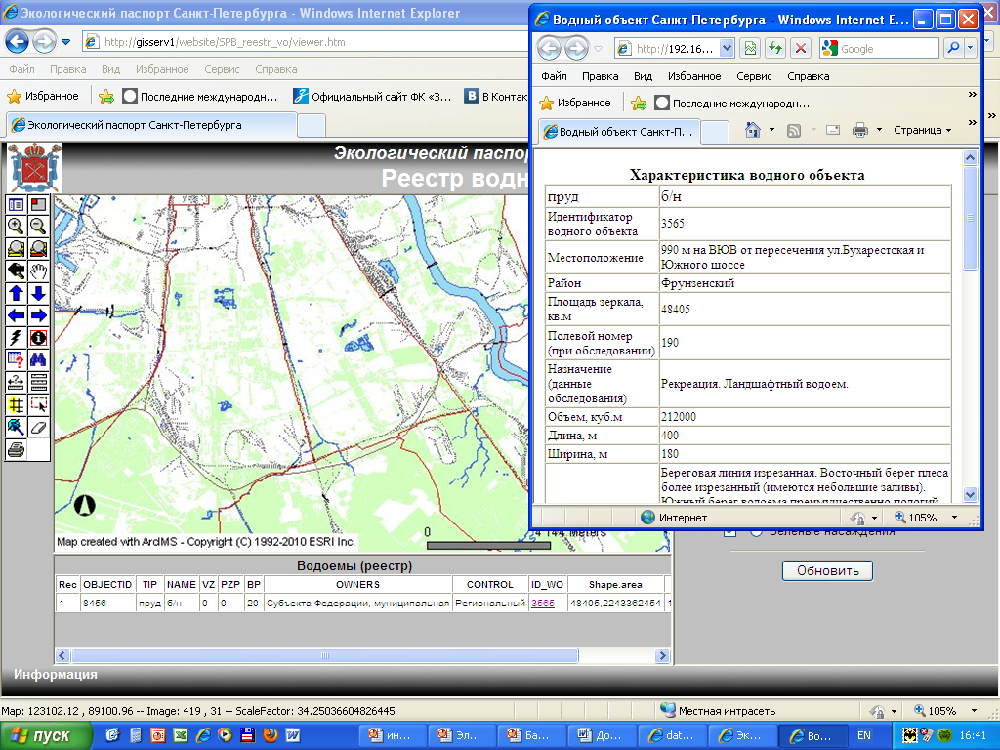 Экологический паспорт Санкт-Петербурга - Windows Internet Explorer
http://gisserv1/website/SPB_reestr_vo/viewer.htm
Файл Правка Вид Избранное Сервис Справка
Избранное Последние международн... Официальный сайт ФК «З... В Контак
Экологический паспорт Санкт-Петербурга
Экологический паспор
Реестр водн
Map created with ArcIMS - Copyright (C) 1992-2010 ESRI Inc.
0
Водоемы (реестр)
Rec OBJECTID TIP NAME VZ PZP BP OWNERS CONTROL ID_WO Shape.area
1 8456 пруд б/н 0 0 20 Субъекта Федерации, муниципальная Региональный 3565 48405,2243362454 1
Информация
Map: 123102.12 , 89100.96 -- Image: 419 , 31 -- ScaleFactor: 34.25036604826445
Водный объект Санкт-Петербурга - Windows Internet E...
http://192.16... Google
Файл Правка Вид Избранное Сервис Справка
Избранное Последние международн...
Водный объект Санкт-П... Страница
Характеристика водного объекта
пруд б/н
Идентификатор
водного объекта 3565
Местоположение 990 м на ВЮВ от пересечения ул.Бухарестская и
Южного шоссе
Район Фрунзенский
Площадь зеркала,
кв.м 48405
Полевой номер
(при обследовании) 190
Назначение
(данные
обследования) Рекреация. Ландшафтный водоем.
Объем, куб.м 212000
Длина, м 400
Ширина, м 180
Береговая линия изрезанная. Восточный берег плеса
более изрезанный (имеются небольшие заливы).
Южный берег водоема преимущественно пологий
Интернет 105%
Зеленые насаждения
Обновить
Местная интрасеть 105%
пуск ин... Эл... Ба... До... dat... Эк... Во... EN 16:41